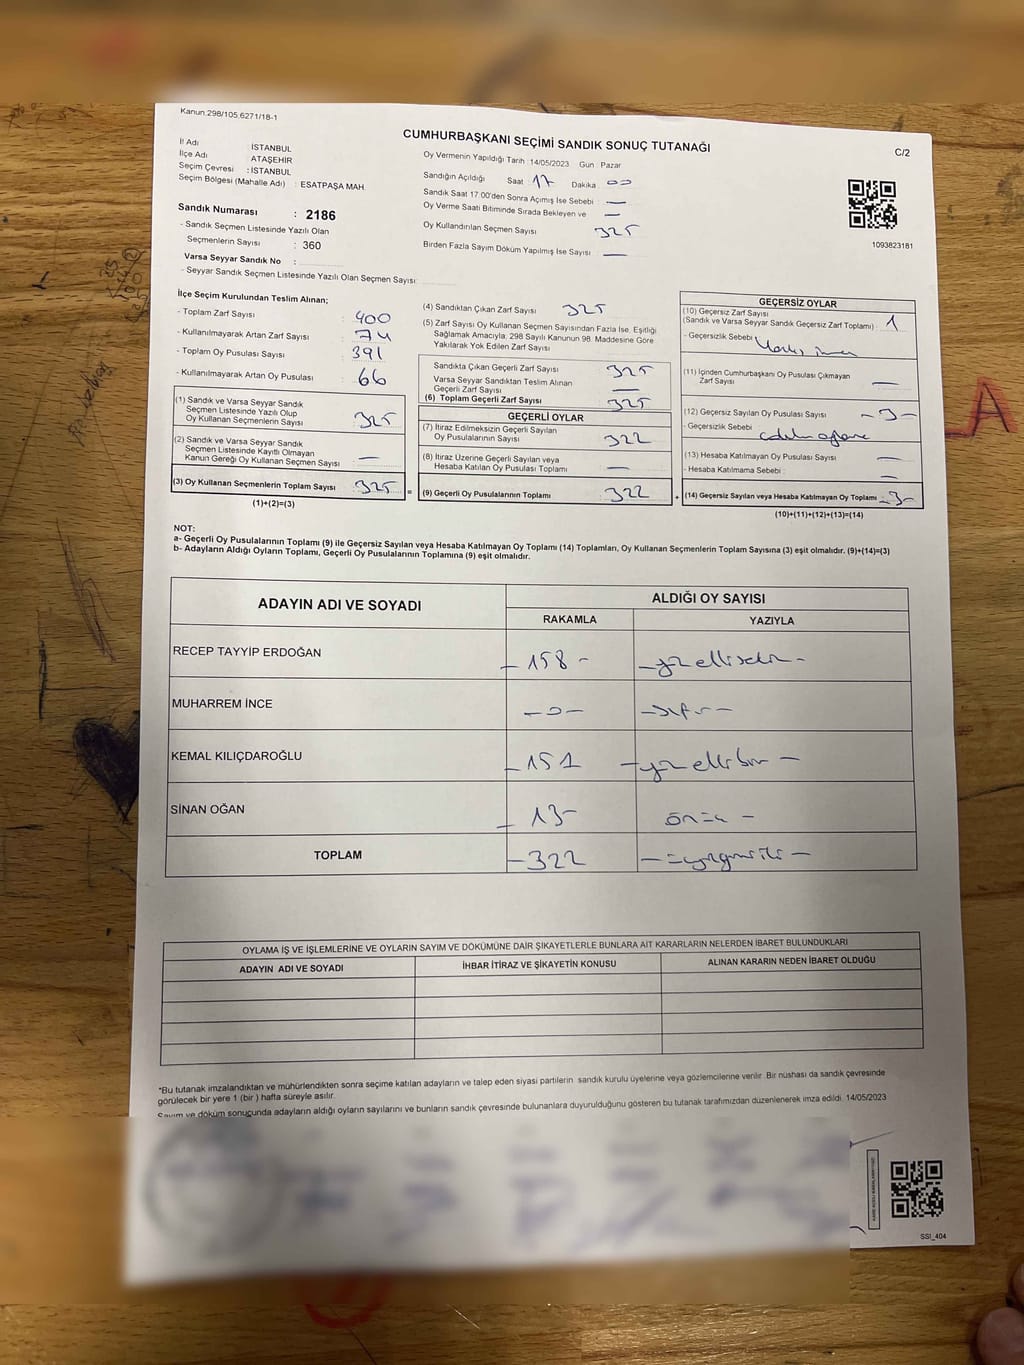 Kanun.298/105.6271/18-1
CUMHURBAŞKANI SEÇİMİ SANDIK SONUÇ TUTANAĞI
C/2
İl Adı : İSTANBUL
İlçe Adı : ATAŞEHİR
Seçim Çevresi : İSTANBUL
Seçim Bölgesi (Mahalle Adı) : ESATPAŞA MAH.
Oy Vermenin Yapıldığı Tarih :14/05/2023 Gün : Pazar
Sandığın Açıldığı Saat : 17 Dakika : 00
Sandık Saat 17:00'den Sonra Açımış İse Sebebi : —
Oy Verme Saati Bitiminde Sırada Bekleyen ve —
Oy Kullandırılan Seçmen Sayısı : 325
Birden Fazla Sayım Döküm Yapılmış İse Sayısı : —
1093823181
Sandık Numarası : 2186
- Sandık Seçmen Listesinde Yazılı Olan
Seçmenlerin Sayısı : 360
Varsa Seyyar Sandık No :
- Seyyar Sandık Seçmen Listesinde Yazılı Olan Seçmen Sayısı:
İlçe Seçim Kurulundan Teslim Alınan;
- Toplam Zarf Sayısı : 400
- Kullanılmayarak Artan Zarf Sayısı : 74
- Toplam Oy Pusulası Sayısı : 391
- Kullanılmayarak Artan Oy Pusulası : 66
(1) Sandık ve Varsa Seyyar Sandık
Seçmen Listesinde Yazılı Olup
Oy Kullanan Seçmenlerin Sayısı : 325
(2) Sandık ve Varsa Seyyar Sandık
Seçmen Listesinde Kayıtlı Olmayan
Kanun Gereği Oy Kullanan Seçmen Sayısı : —
(3) Oy Kullanan Seçmenlerin Toplam Sayısı : 325
(1)+(2)=(3)
(4) Sandıktan Çıkan Zarf Sayısı : 325
(5) Zarf Sayısı Oy Kullanan Seçmen Sayısından Fazla İse, Eşitliği
Sağlamak Amacıyla, 298 Sayılı Kanunun 98. Maddesine Göre
Yakılarak Yok Edilen Zarf Sayısı :
Sandıkta Çıkan Geçerli Zarf Sayısı : 325
Varsa Seyyar Sandıktan Teslim Alınan
Geçerli Zarf Sayısı : —
(6) Toplam Geçerli Zarf Sayısı : 325
GEÇERLİ OYLAR
(7) İtiraz Edilmeksizin Geçerli Sayılan
Oy Pusulalarının Sayısı : 322
(8) İtiraz Üzerine Geçerli Sayılan veya
Hesaba Katılan Oy Pusulası Toplamı : —
= (9) Geçerli Oy Pusulalarının Toplamı : 322
GEÇERSİZ OYLAR
(10) Geçersiz Zarf Sayısı
(Sandık ve Varsa Seyyar Sandık Geçersiz Zarf Toplamı) : 1
- Geçersizlik Sebebi :
(11) İçinden Cumhurbaşkanı Oy Pusulası Çıkmayan
Zarf Sayısı : —
(12) Geçersiz Sayılan Oy Pusulası Sayısı : -3-
- Geçersizlik Sebebi :
(13) Hesaba Katılmayan Oy Pusulası Sayısı : —
- Hesaba Katılmama Sebebi : —
+ (14) Geçersiz Sayılan veya Hesaba Katılmayan Oy Toplamı : -3-
(10)+(11)+(12)+(13)=(14)
NOT:
a- Geçerli Oy Pusulalarının Toplamı (9) ile Geçersiz Sayılan veya Hesaba Katılmayan Oy Toplamı (14) Toplamları, Oy Kullanan Seçmenlerin Toplam Sayısına (3) eşit olmalıdır. (9)+(14)=(3)
b- Adayların Aldığı Oyların Toplamı, Geçerli Oy Pusulalarının Toplamına (9) eşit olmalıdır.
ADAYIN ADI VE SOYADI ALDIĞI OY SAYISI
RAKAMLA YAZIYLA
RECEP TAYYİP ERDOĞAN - 158 - - yüzellisekiz -
MUHARREM İNCE - 0 - - sıfır -
KEMAL KILIÇDAROĞLU - 151 - yüzellibir -
SİNAN OĞAN - 13 - onüç -
TOPLAM - 322 - üçyüzyirmiiki -
OYLAMA İŞ VE İŞLEMLERİNE VE OYLARIN SAYIM VE DÖKÜMÜNE DAİR ŞİKAYETLERLE BUNLARA AİT KARARLARIN NELERDEN İBARET BULUNDUKLARI
ADAYIN ADI VE SOYADI İHBAR İTİRAZ VE ŞİKAYETİN KONUSU ALINAN KARARIN NEDEN İBARET OLDUĞU
*Bu tutanak imzalandıktan ve mühürlendikten sonra seçime katılan adayların ve talep eden siyasi partilerin sandık kurulu üyelerine veya gözlemcilerine verilir. Bir nüshası da sandık çevresinde
görülecek bir yere 1 (bir) hafta süreyle asılır.
Sayım ve döküm sonucunda adayların aldığı oyların sayılarını ve bunların sandık çevresinde bulunanlara duyurulduğunu gösteren bu tutanak tarafımızdan düzenlenerek imza edildi. 14/05/2023
SSI_404
A